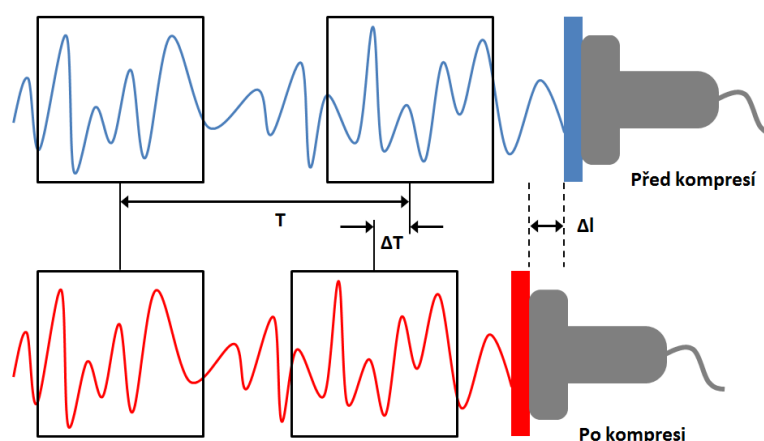 Před kompresí
T
ΔT
Δl
Po kompresi